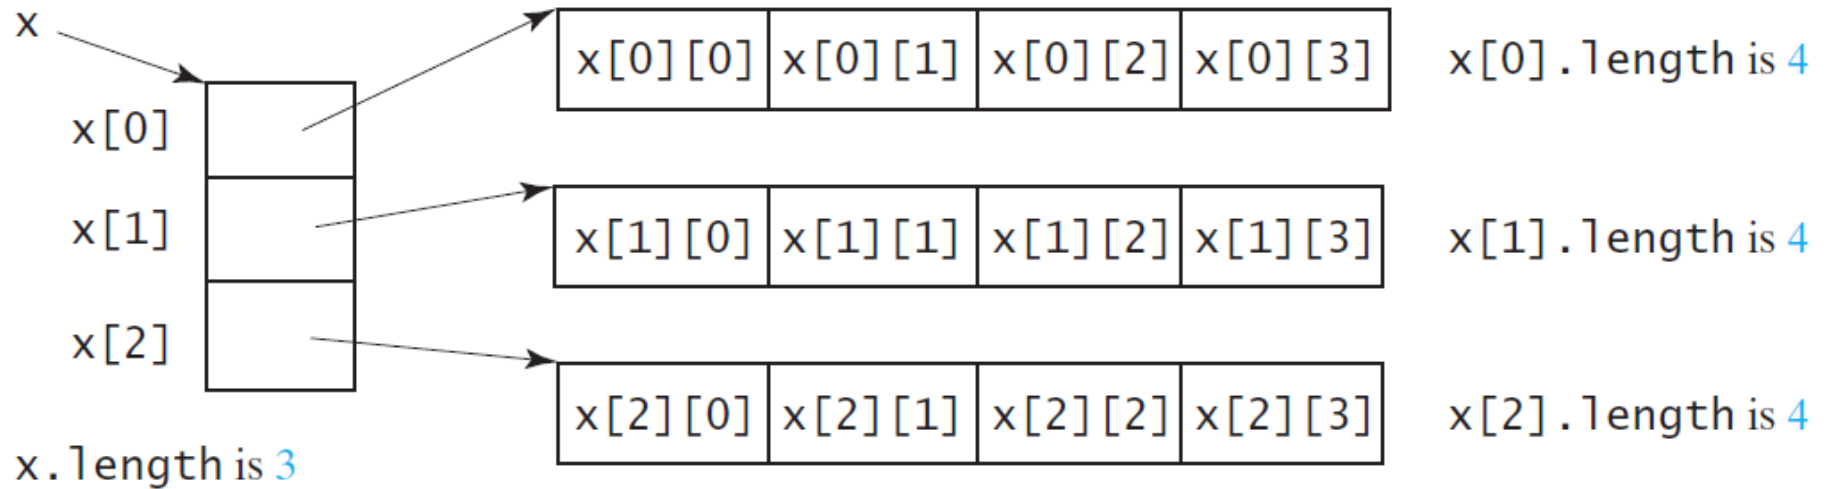 x
x[0][0] x[0][1] x[0][2] x[0][3] x[0].length is 4
x[0]
x[1]
x[1][0] x[1][1] x[1][2] x[1][3] x[1].length is 4
x[2]
x[2][0] x[2][1] x[2][2] x[2][3] x[2].length is 4
x.length is 3